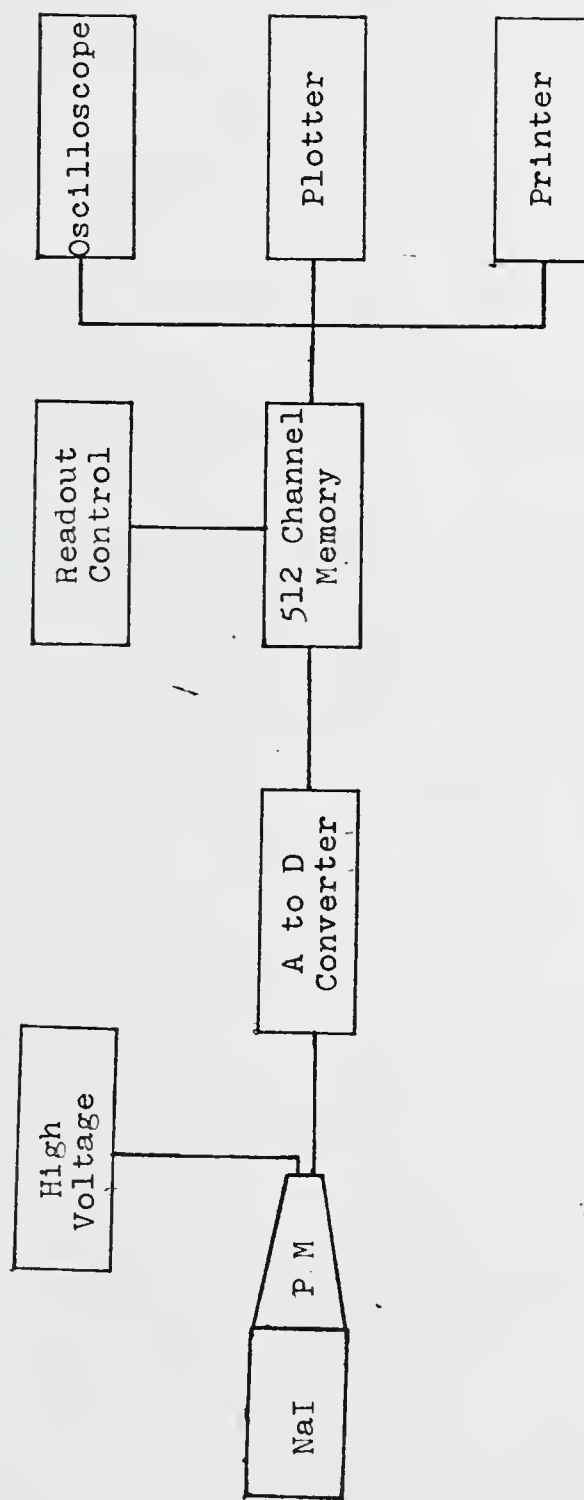 High
Voltage
Readout
Control
Oscilloscope
NaI
P.M
A to D
Converter
512 Channel
Memory
Plotter
Printer